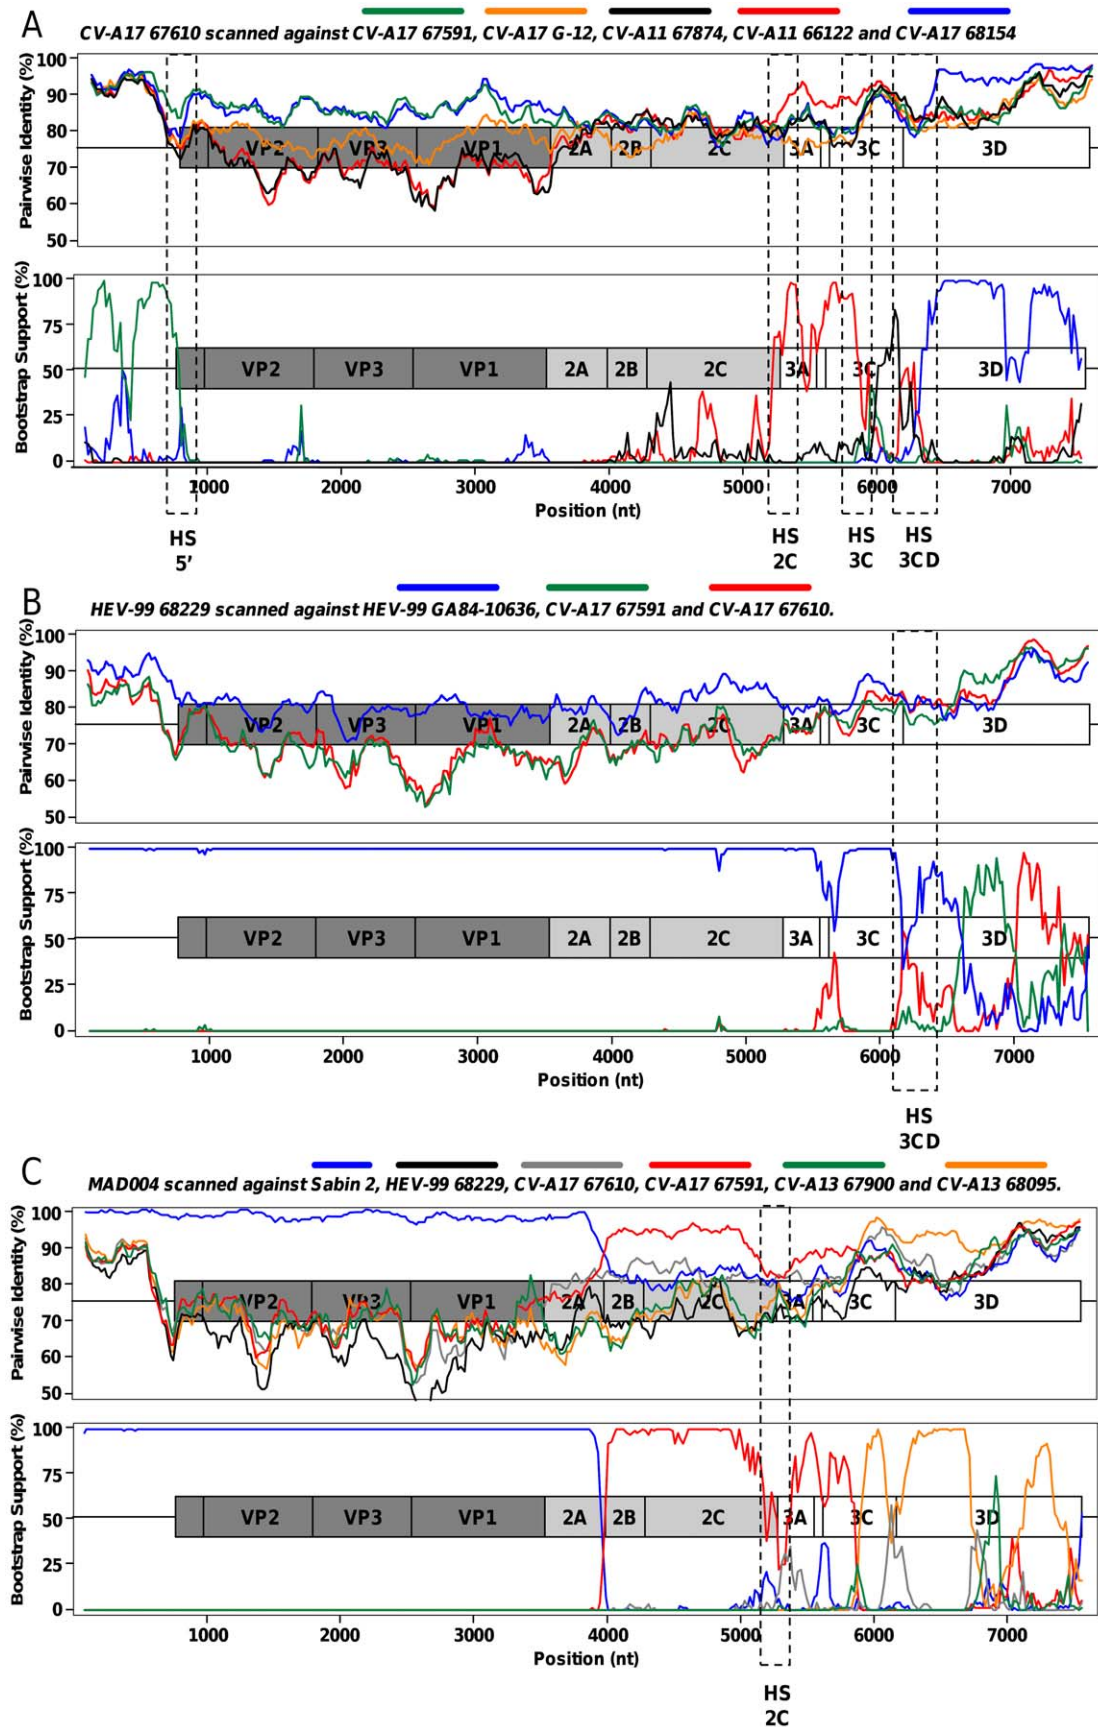 A
CV-A17 67610 scanned against CV-A17 67591, CV-A17 G-12, CV-A11 67874, CV-A11 66122 and CV-A17 68154
Pairwise Identity (%)
100
90
80
70
60
50
VP2
VP3
VP1
2A
2B
2C
3A
3C
3D
Bootstrap Support (%)
100
75
50
25
0
VP2
VP3
VP1
2A
2B
2C
3A
3C
3D
1000
2000
3000
4000
5000
6000
7000
Position (nt)
HS
5’
HS
2C
HS
3C
HS
3CD
B
HEV-99 68229 scanned against HEV-99 GA84-10636, CV-A17 67591 and CV-A17 67610.
Pairwise Identity (%)
100
90
80
70
60
50
VP2
VP3
VP1
2A
2B
2C
3A
3C
3D
Bootstrap Support (%)
100
75
50
25
0
VP2
VP3
VP1
2A
2B
2C
3A
3C
3D
1000
2000
3000
4000
5000
6000
7000
Position (nt)
HS
3CD
C
MAD004 scanned against Sabin 2, HEV-99 68229, CV-A17 67610, CV-A17 67591, CV-A13 67900 and CV-A13 68095.
Pairwise Identity (%)
100
90
80
70
60
50
VP2
VP3
VP1
2A
2B
2C
3A
3C
3D
Bootstrap Support (%)
100
75
50
25
0
VP2
VP3
VP1
2A
2B
2C
3A
3C
3D
1000
2000
3000
4000
5000
6000
7000
Position (nt)
HS
2C